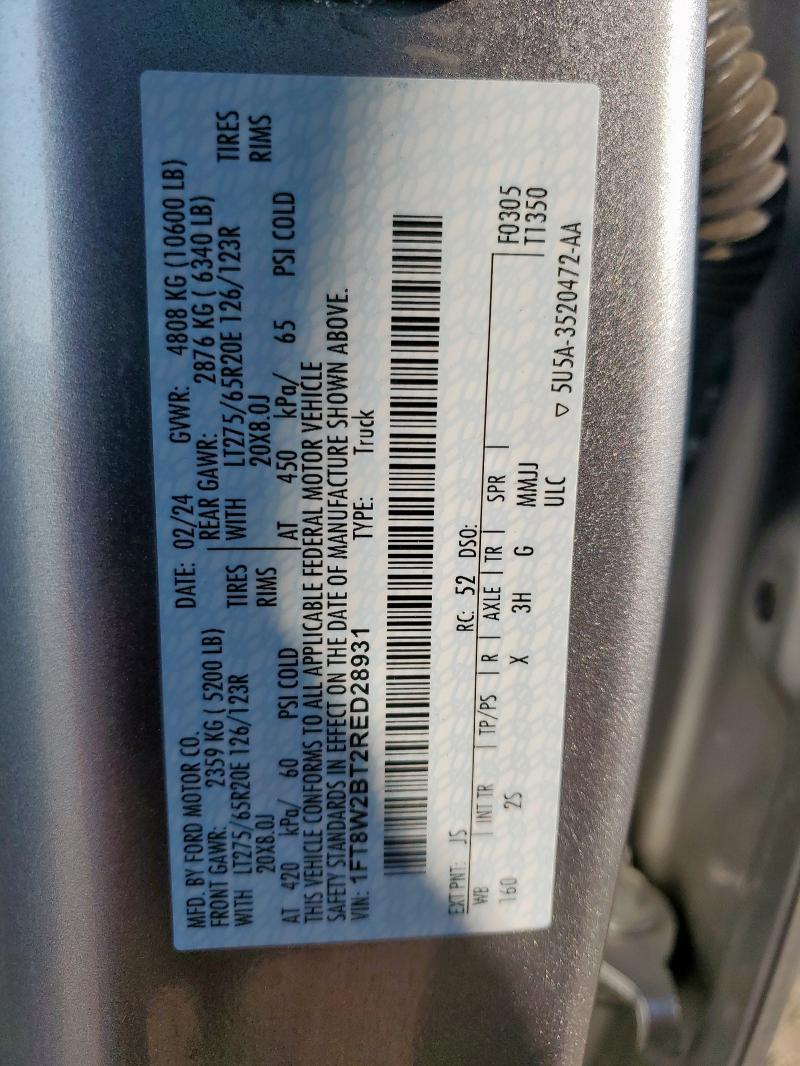 MFD. BY FORD MOTOR CO.
DATE: 02/24 GVWR: 4808 KG (10600 LB)
FRONT GAWR: 2359 KG ( 5200 LB) REAR GAWR: 2876 KG ( 6340 LB)
WITH LT275/65R20E 126/123R TIRES WITH LT275/65R20E 126/123R TIRES
20X8.0J RIMS 20X8.0J RIMS
AT 420 kPa/ 60 PSI COLD AT 450 kPa/ 65 PSI COLD
THIS VEHICLE CONFORMS TO ALL APPLICABLE FEDERAL MOTOR VEHICLE
SAFETY STANDARDS IN EFFECT ON THE DATE OF MANUFACTURE SHOWN ABOVE.
VIN: 1FT8W2BT2RED28931 TYPE: Truck
EXT PNT: JS RC: 52 DSO:
WB INT TR TP/PS R AXLE TR SPR F0305
160 2S X 3H G MMJJ T1350
ULC
▽ 5U5A-3520472-AA